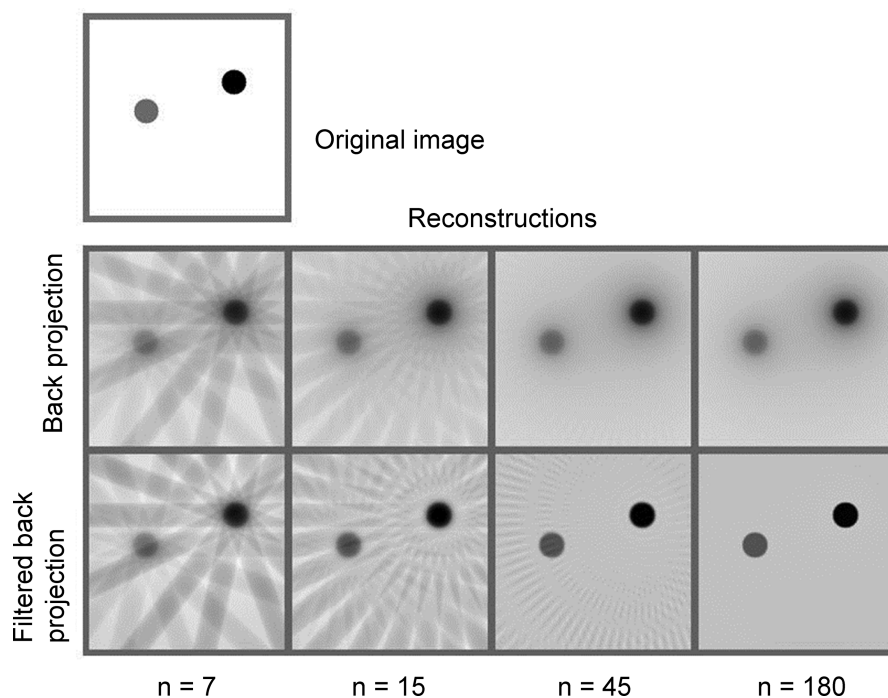 Original image
Reconstructions
Back projection
Filtered back
projection
n = 7
n = 15
n = 45
n = 180